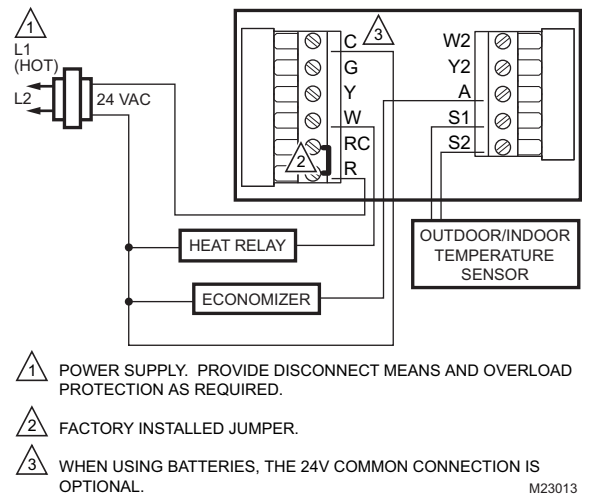 1
L1
(HOT)
L2
24 VAC
C
3
G
Y
W
RC
2
R
W2
Y2
A
S1
S2
HEAT RELAY
ECONOMIZER
OUTDOOR/INDOOR
TEMPERATURE
SENSOR
1 POWER SUPPLY. PROVIDE DISCONNECT MEANS AND OVERLOAD
PROTECTION AS REQUIRED.
2 FACTORY INSTALLED JUMPER.
3 WHEN USING BATTERIES, THE 24V COMMON CONNECTION IS
OPTIONAL.
M23013